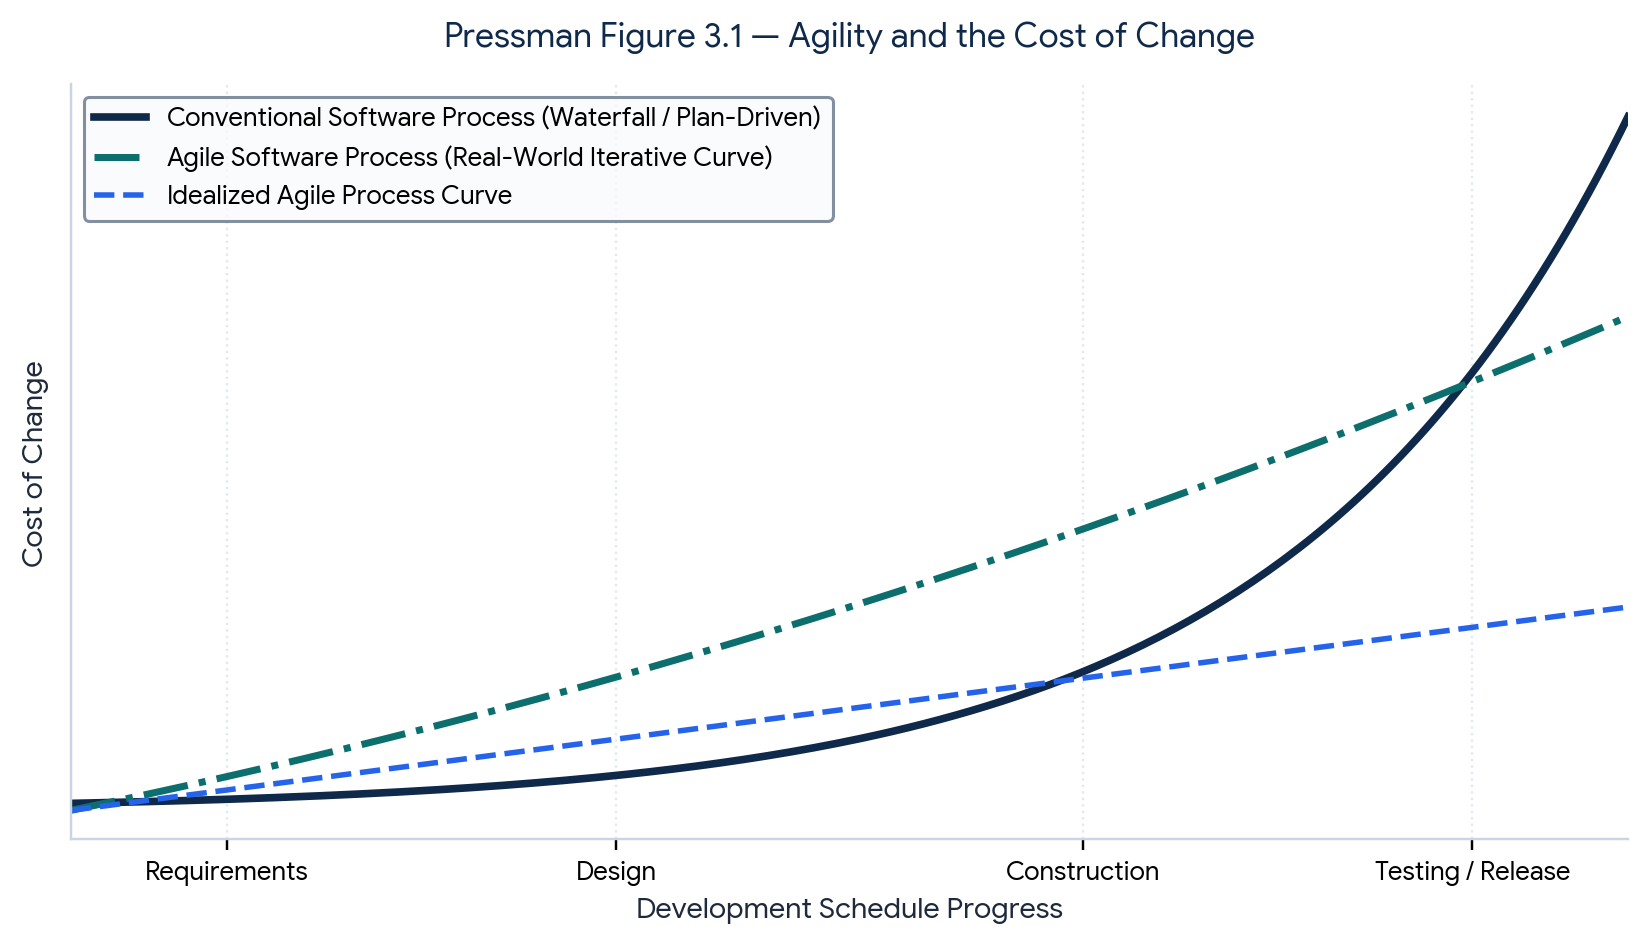 Pressman Figure 3.1 — Agility and the Cost of Change
Conventional Software Process (Waterfall / Plan-Driven)
Agile Software Process (Real-World Iterative Curve)
Idealized Agile Process Curve
Cost of Change
Requirements
Design
Construction
Testing / Release
Development Schedule Progress